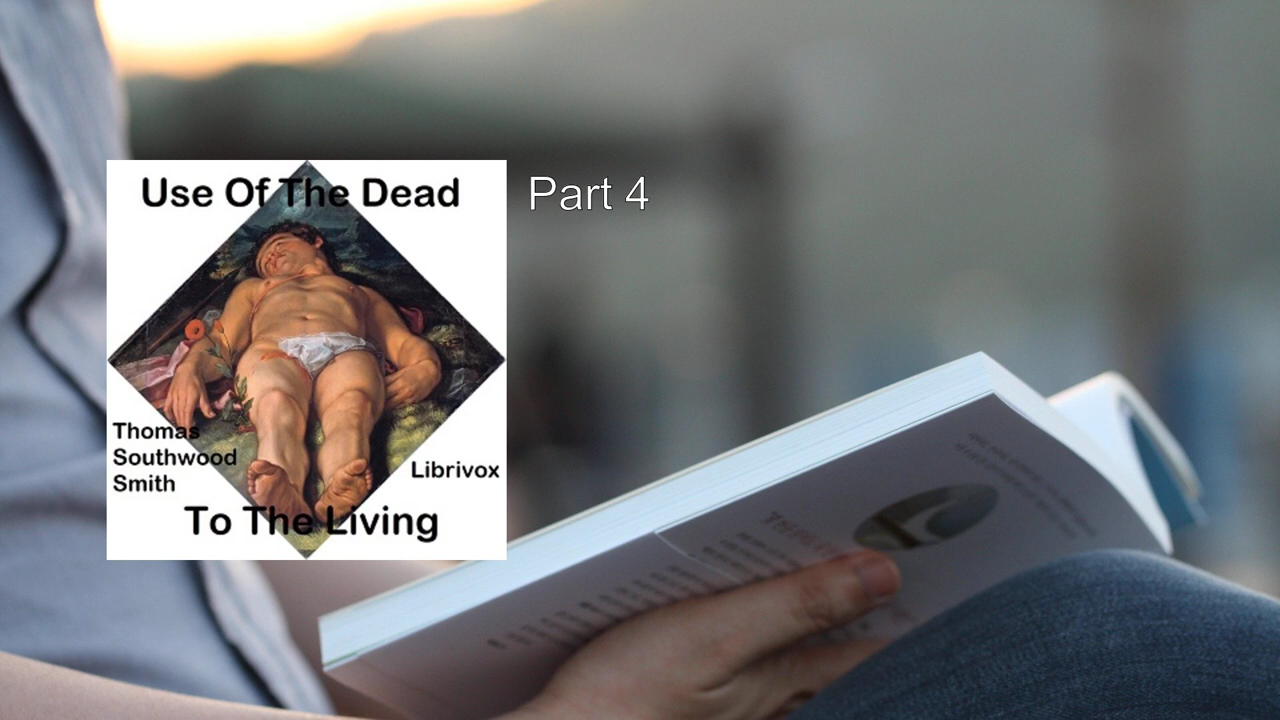 Use Of The Dead
Part 4
Thomas
Southwood
Smith
Librivox
To The Living